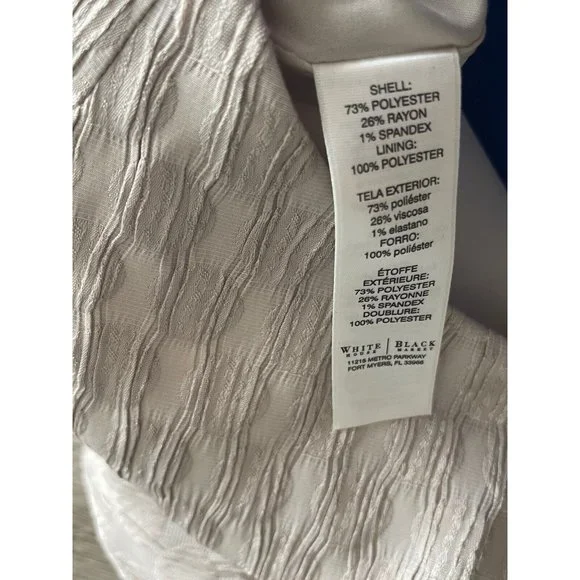 SHELL:
73% POLYESTER
26% RAYON
1% SPANDEX
LINING:
100% POLYESTER
TELA EXTERIOR:
73% poliéster
26% viscosa
1% elastano
FORRO:
100% poliéster
ÉTOFFE
EXTÉRIEURE:
73% POLYESTER
26% RAYONNE
1% SPANDEX
DOUBLURE:
100% POLYESTER
WHITE | BLACK
HOUSE MARKET
11215 METRO PARKWAY
FORT MYERS, FL 33966